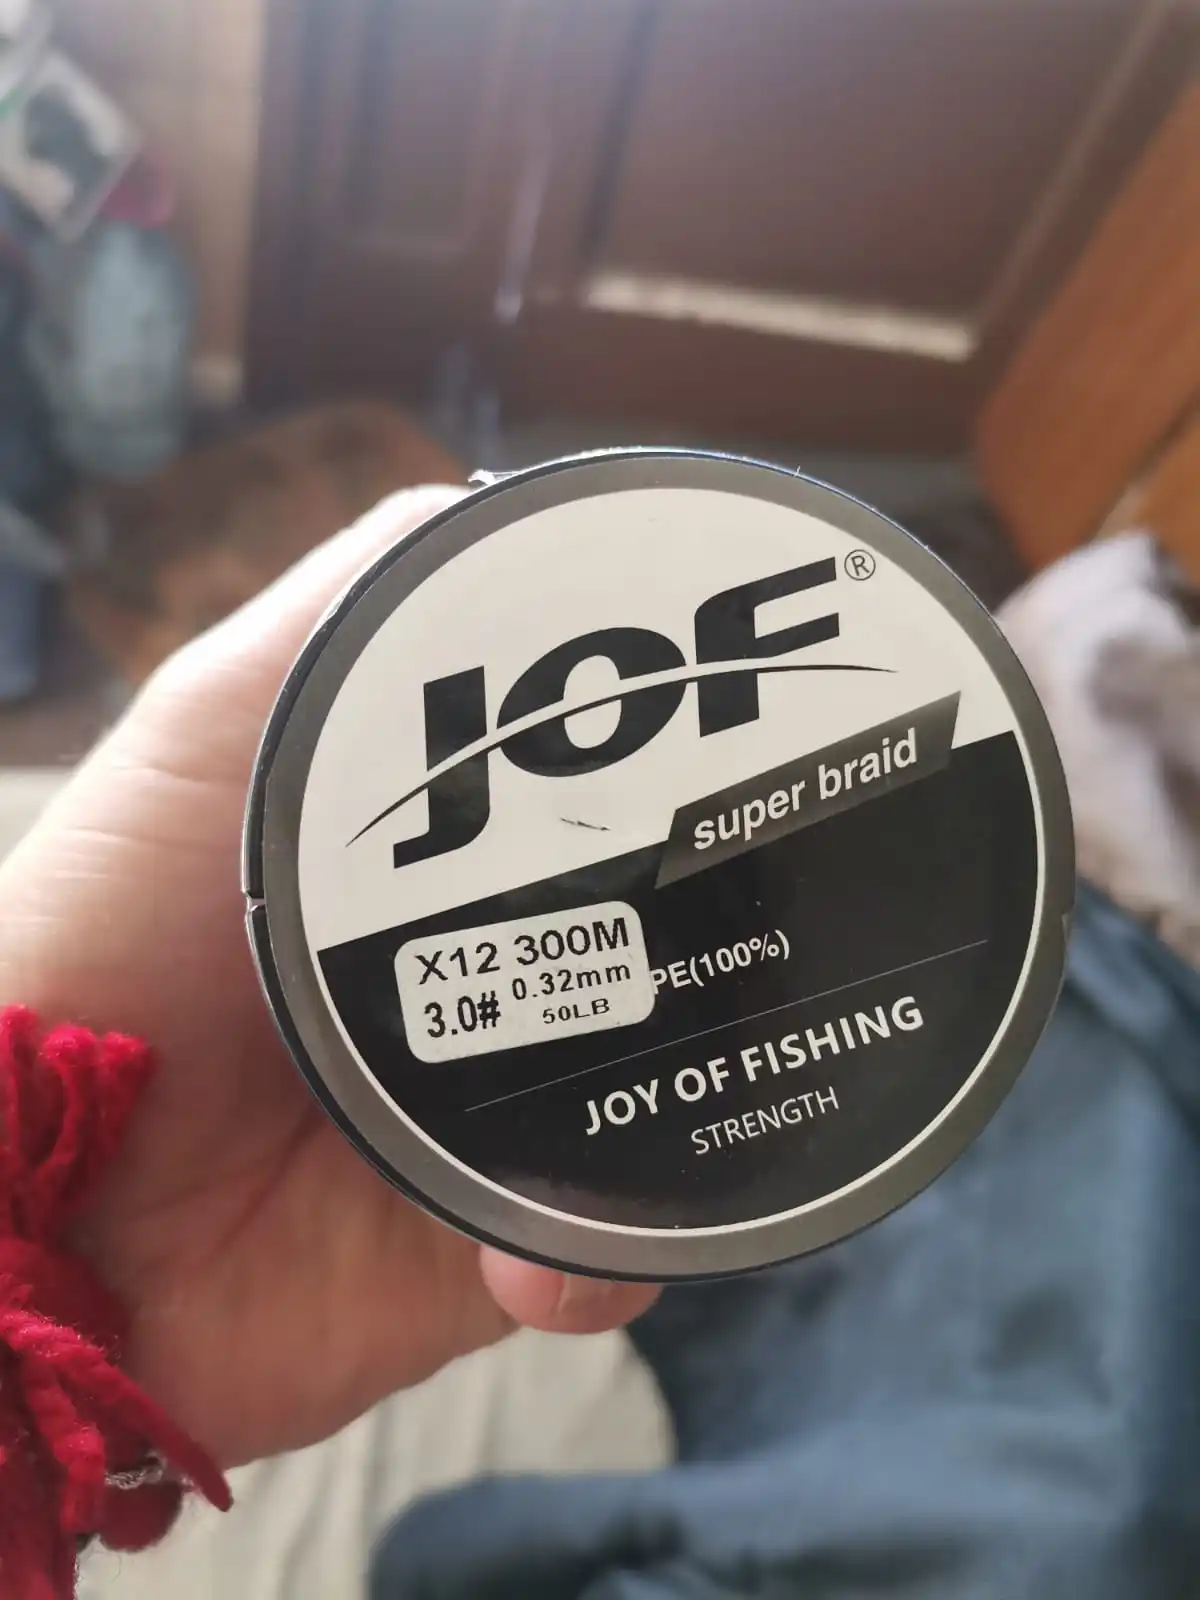 JOF®
super braid
X12 300M
3.0# 0.32mm
50LB
PE(100%)
JOY OF FISHING
STRENGTH